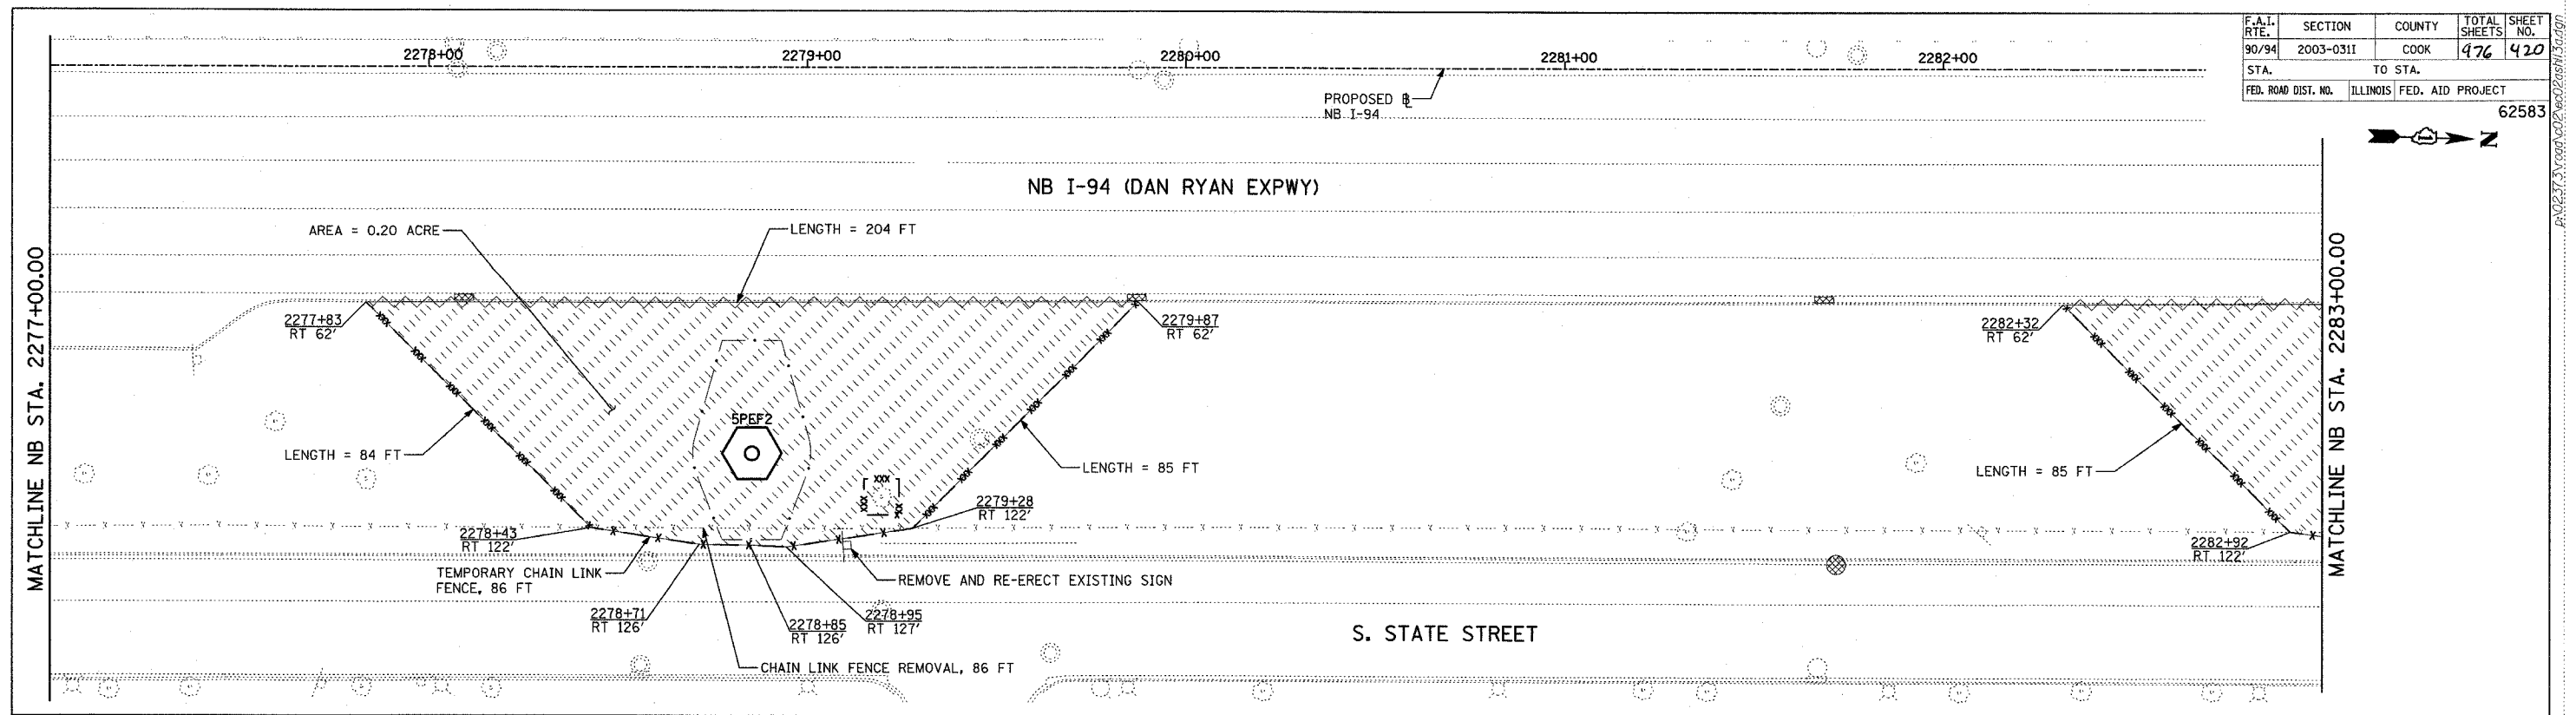 F.A.I. RTE. SECTION COUNTY TOTAL SHEETS SHEET NO.
90/94 2003-031I COOK 976 420
STA. TO STA.
FED. ROAD DIST. NO. ILLINOIS FED. AID PROJECT
62583
N
2278+00 2279+00 2280+00 2281+00 2282+00
PROPOSED ℄
NB I-94
NB I-94 (DAN RYAN EXPWY)
AREA = 0.20 ACRE
LENGTH = 204 FT
MATCHLINE NB STA. 2277+00.00
MATCHLINE NB STA. 2283+00.00
2277+83
RT 62'
2279+87
RT 62'
2282+32
RT 62'
5PEF2
LENGTH = 84 FT
LENGTH = 85 FT
LENGTH = 85 FT
XXX
2279+28
RT 122'
2278+43
RT 122'
2282+92
RT 122'
TEMPORARY CHAIN LINK
FENCE, 86 FT
REMOVE AND RE-ERECT EXISTING SIGN
2278+71
RT 126'
2278+85
RT 126'
2278+95
RT 127'
S. STATE STREET
CHAIN LINK FENCE REMOVAL, 86 FT